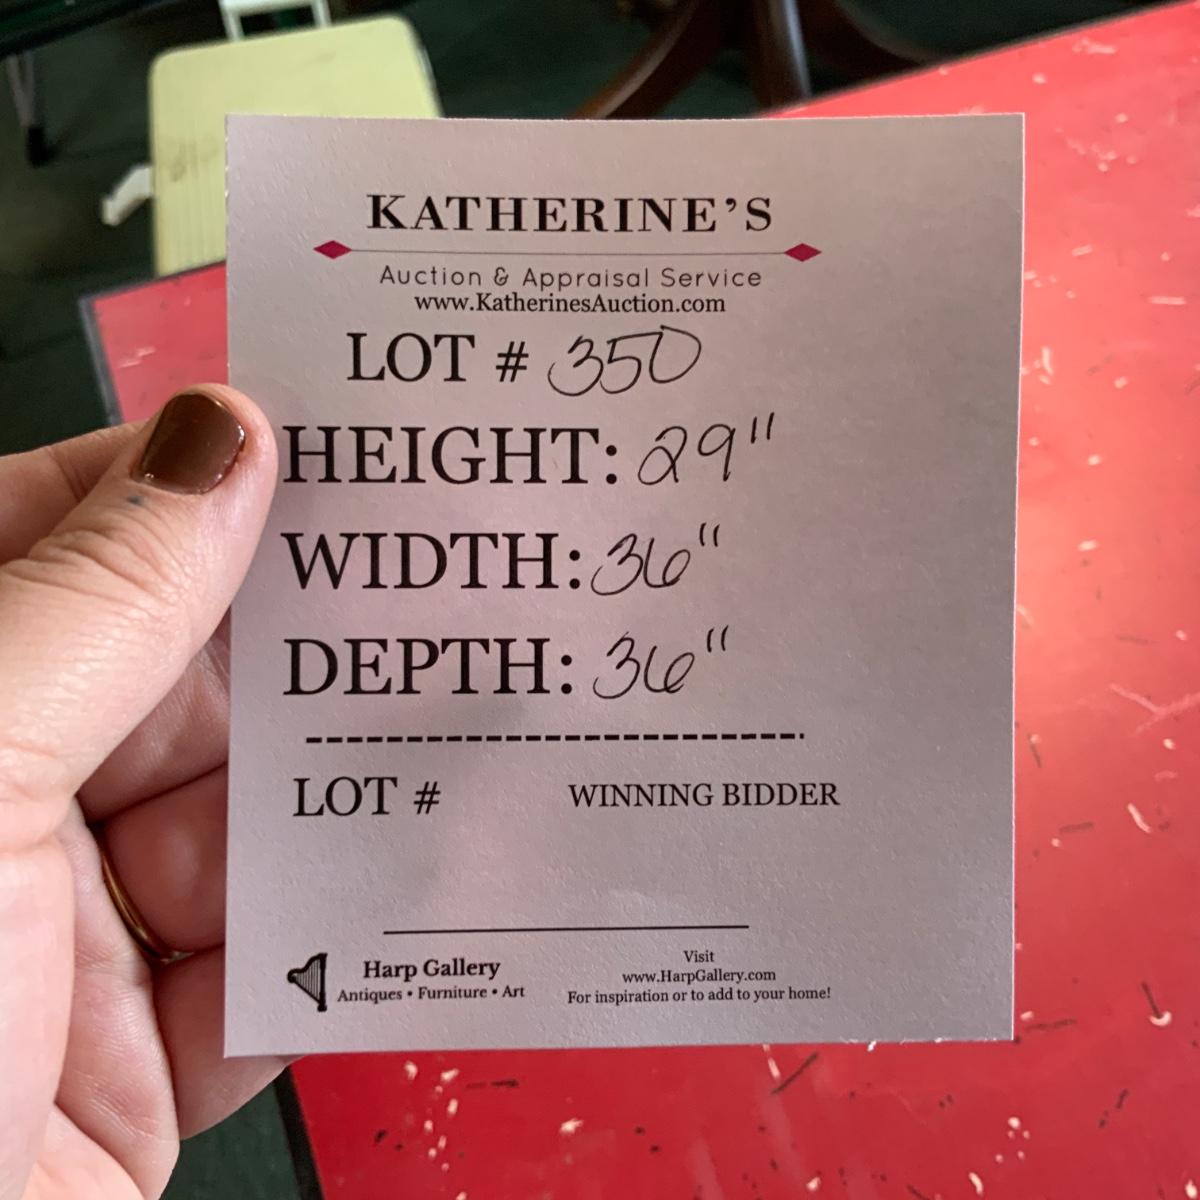 KATHERINE'S
Auction & Appraisal Service
www.KatherinesAuction.com
LOT # 350
HEIGHT: 29"
WIDTH: 36"
DEPTH: 36"
LOT # WINNING BIDDER
Harp Gallery
Antiques • Furniture • Art
Visit
www.HarpGallery.com
For inspiration or to add to your home!